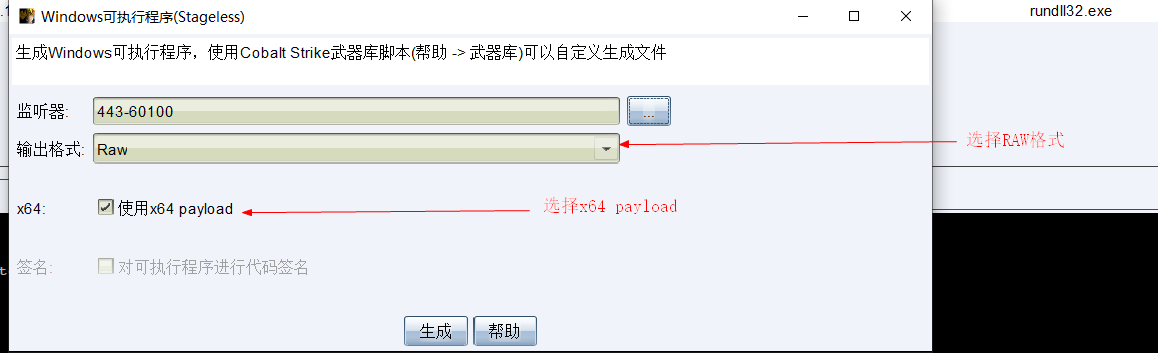 Windows可执行程序(Stageless)
rundll32.exe
生成Windows可执行程序，使用Cobalt Strike武器库脚本(帮助 -> 武器库)可以自定义生成文件
监听器:
443-60100
...
输出格式:
Raw
选择RAW格式
x64:
使用x64 payload
选择x64 payload
签名:
对可执行程序进行代码签名
生成
帮助